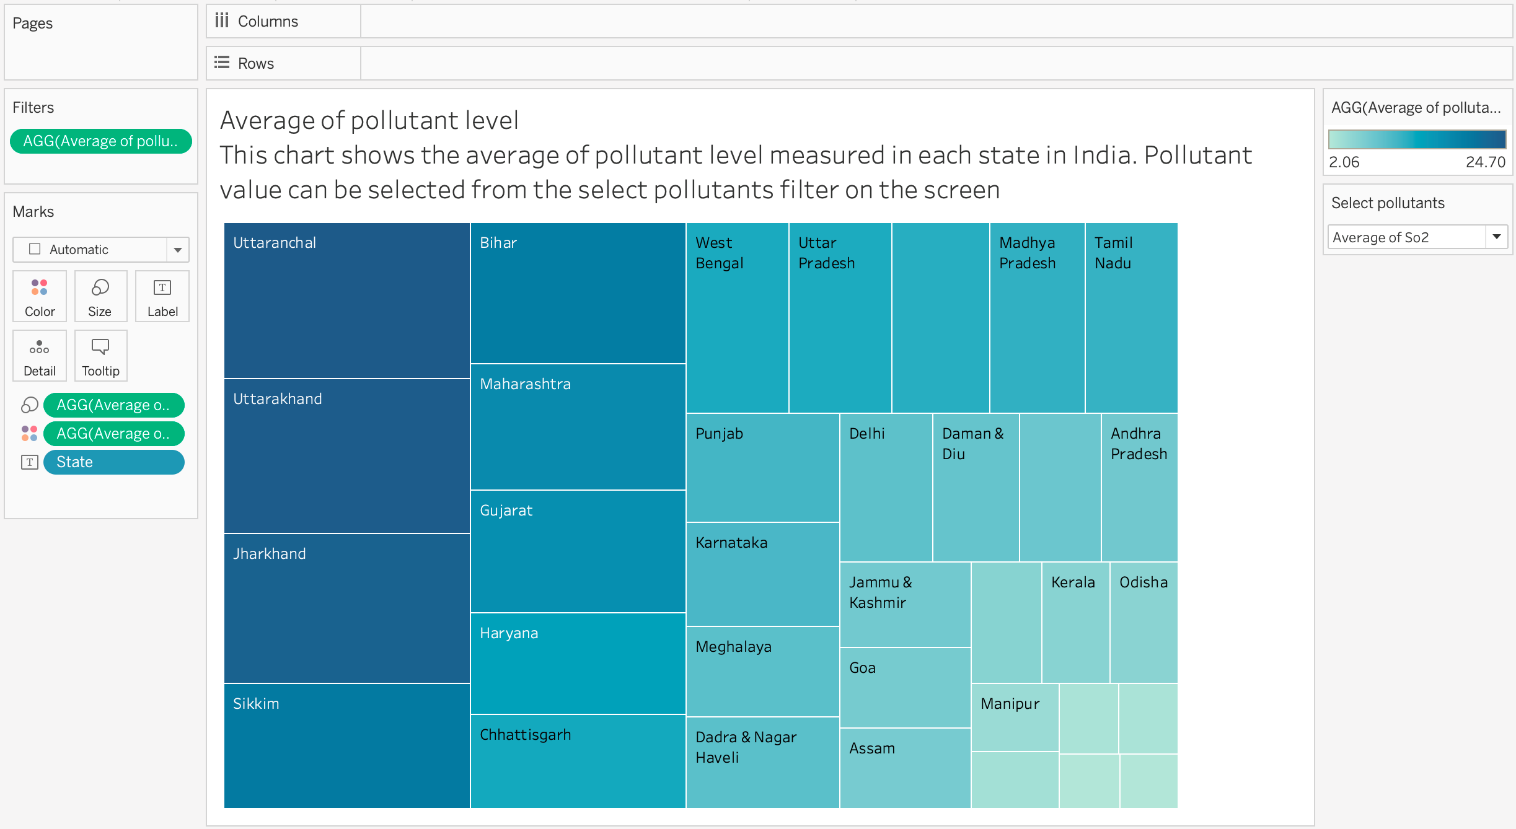 Pages
Columns
Rows
Filters
AGG(Average of pollu..
Marks
Automatic
Color
Size
Label
Detail
Tooltip
AGG(Average o..
AGG(Average o..
State
Average of pollutant level
This chart shows the average of pollutant level measured in each state in India. Pollutant
value can be selected from the select pollutants filter on the screen
Uttaranchal
Uttarakhand
Jharkhand
Sikkim
Bihar
Maharashtra
Gujarat
Haryana
Chhattisgarh
West
Bengal
Uttar
Pradesh
Madhya
Pradesh
Tamil
Nadu
Punjab
Karnataka
Meghalaya
Dadra & Nagar
Haveli
Delhi
Daman &
Diu
Andhra
Pradesh
Jammu &
Kashmir
Goa
Assam
Kerala
Odisha
Manipur
AGG(Average of polluta...
2.06 24.70
Select pollutants
Average of So2